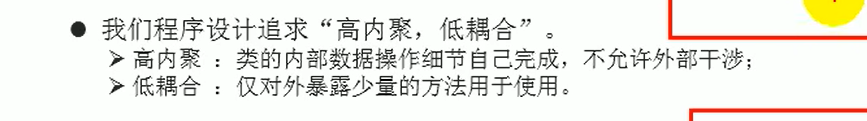 ● 我们程序设计追求“高内聚，低耦合”。
➢ 高内聚 ：类的内部数据操作细节自己完成，不允许外部干涉；
➢ 低耦合 ：仅对外暴露少量的方法用于使用。